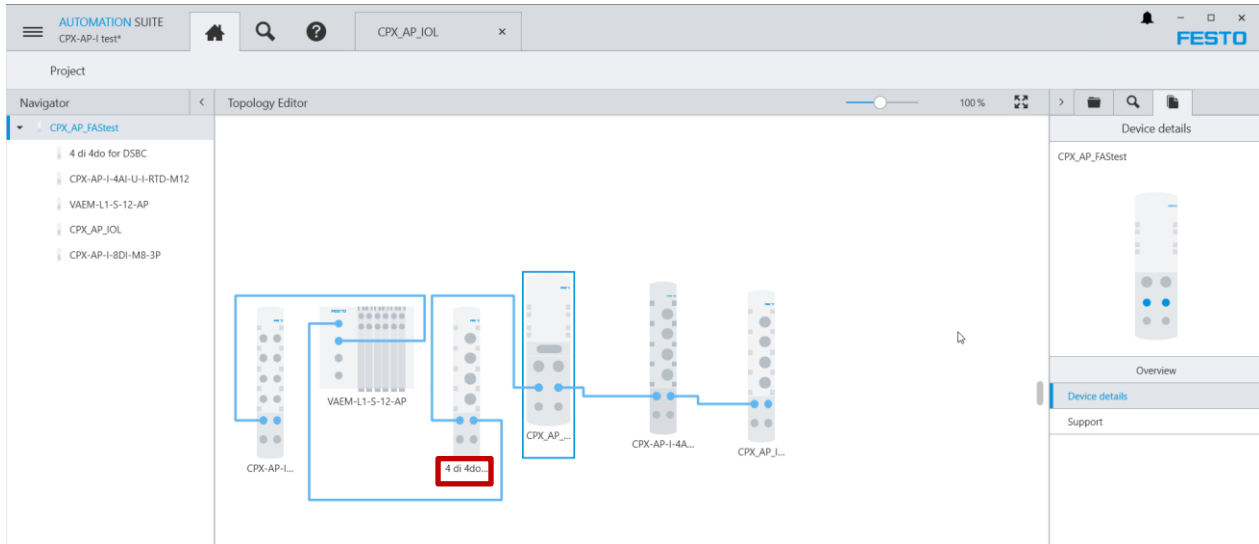 AUTOMATION SUITE
CPX-AP-I test*
CPX_AP_IOL ×
FESTO
Project
Navigator <
Topology Editor
100 %
>
CPX_AP_FAStest
4 di 4do for DSBC
CPX-AP-I-4AI-U-I-RTD-M12
VAEM-L1-S-12-AP
CPX_AP_IOL
CPX-AP-I-8DI-M8-3P
CPX-AP-I...
VAEM-L1-S-12-AP
4 di 4do...
CPX_AP_...
CPX-AP-I-4A...
CPX_AP_I...
Device details
CPX_AP_FAStest
Overview
Device details
Support